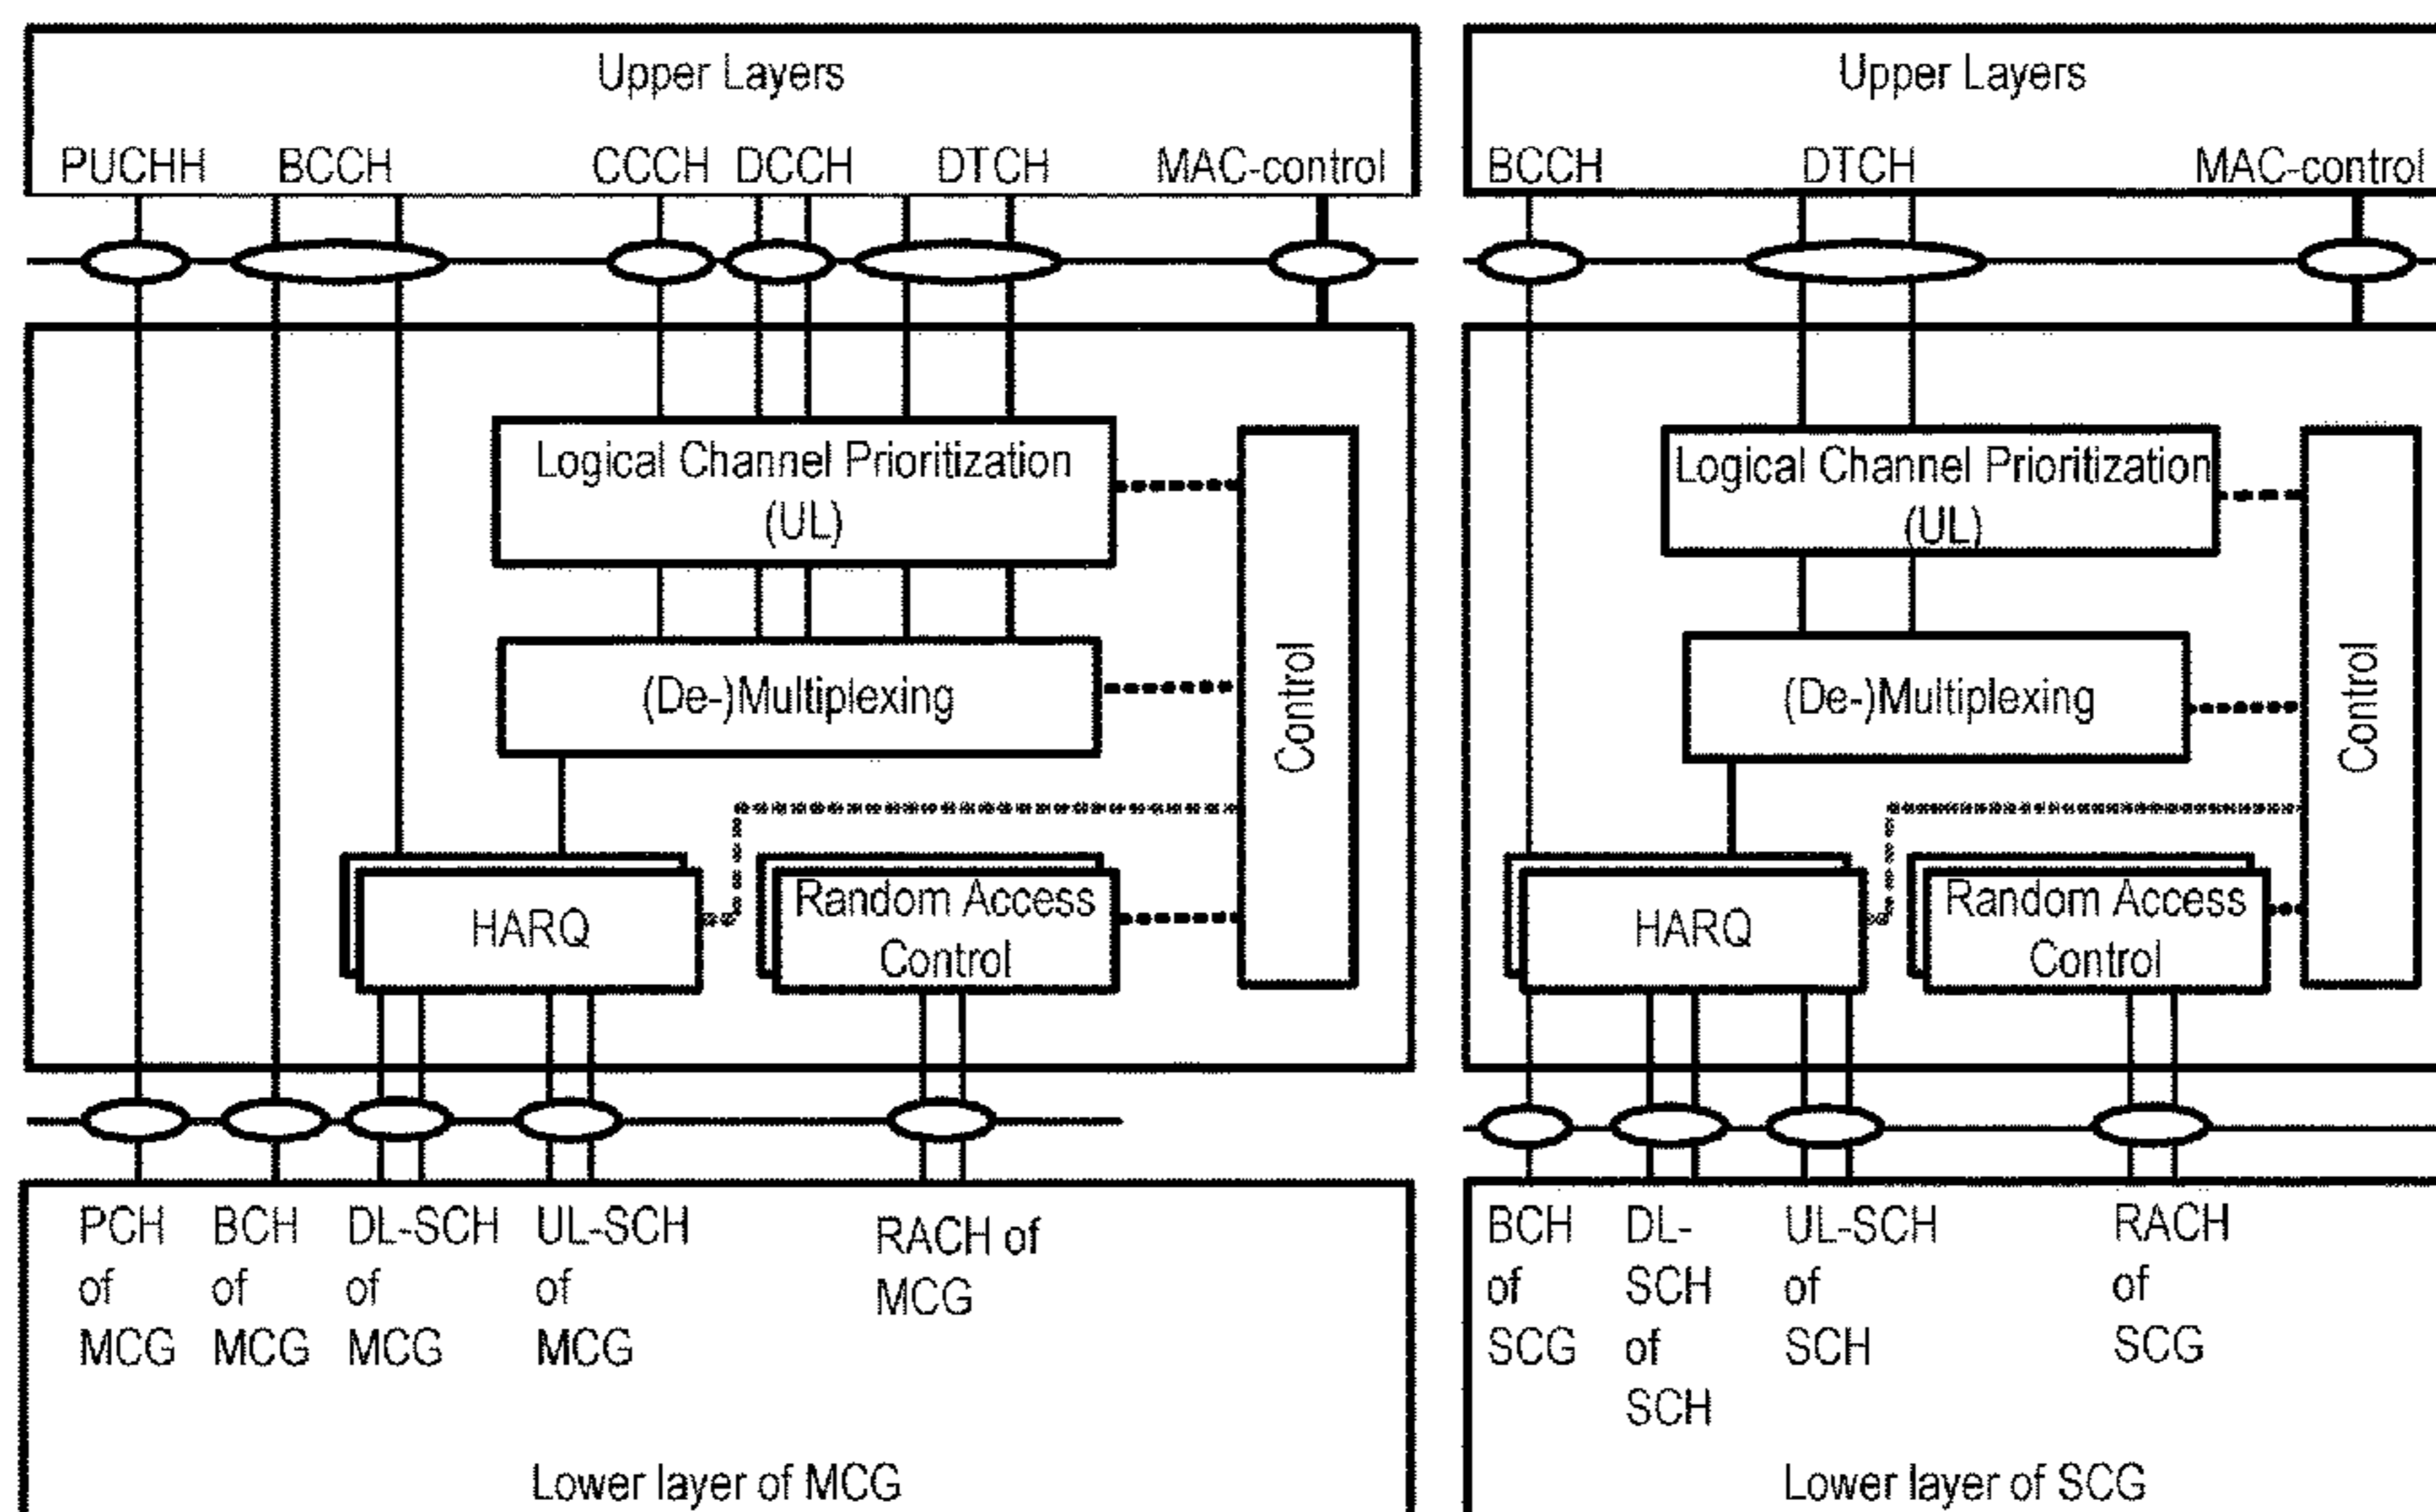 Upper Layers
PUCHH BCCH CCCH DCCH DTCH MAC-control
Logical Channel Prioritization
(UL)
(De-)Multiplexing
Control
HARQ
Random Access
Control
PCH
of
MCG
BCH
of
MCG
DL-SCH
of
MCG
UL-SCH
of
MCG
RACH of
MCG
Lower layer of MCG
Upper Layers
BCCH DTCH MAC-control
Logical Channel Prioritization
(UL)
(De-)Multiplexing
Control
HARQ
Random Access
Control
BCH
of
SCG
DL-
SCH
of
SCH
UL-SCH
of
SCH
RACH
of
SCG
Lower layer of SCG